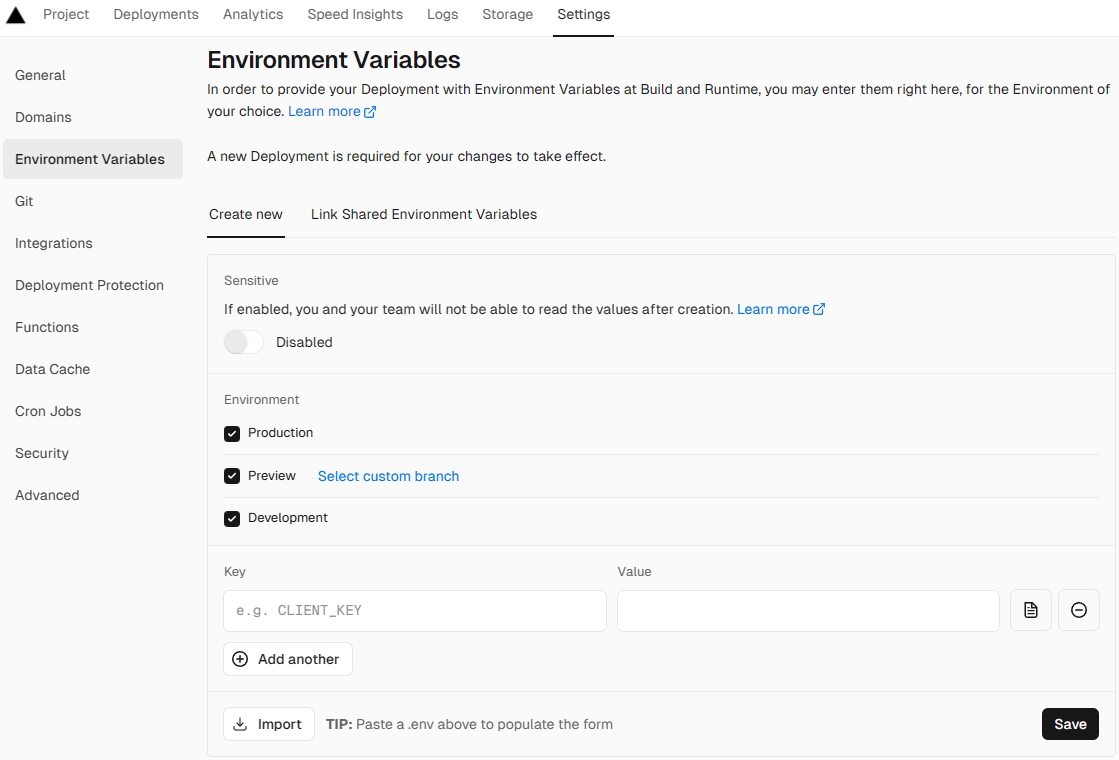 Project Deployments Analytics Speed Insights Logs Storage Settings
General
Domains
Environment Variables
Git
Integrations
Deployment Protection
Functions
Data Cache
Cron Jobs
Security
Advanced
Environment Variables
In order to provide your Deployment with Environment Variables at Build and Runtime, you may enter them right here, for the Environment of
your choice. Learn more
A new Deployment is required for your changes to take effect.
Create new Link Shared Environment Variables
Sensitive
If enabled, you and your team will not be able to read the values after creation. Learn more
Disabled
Environment
Production
Preview Select custom branch
Development
Key Value
e.g. CLIENT_KEY
Add another
Import TIP: Paste a .env above to populate the form Save